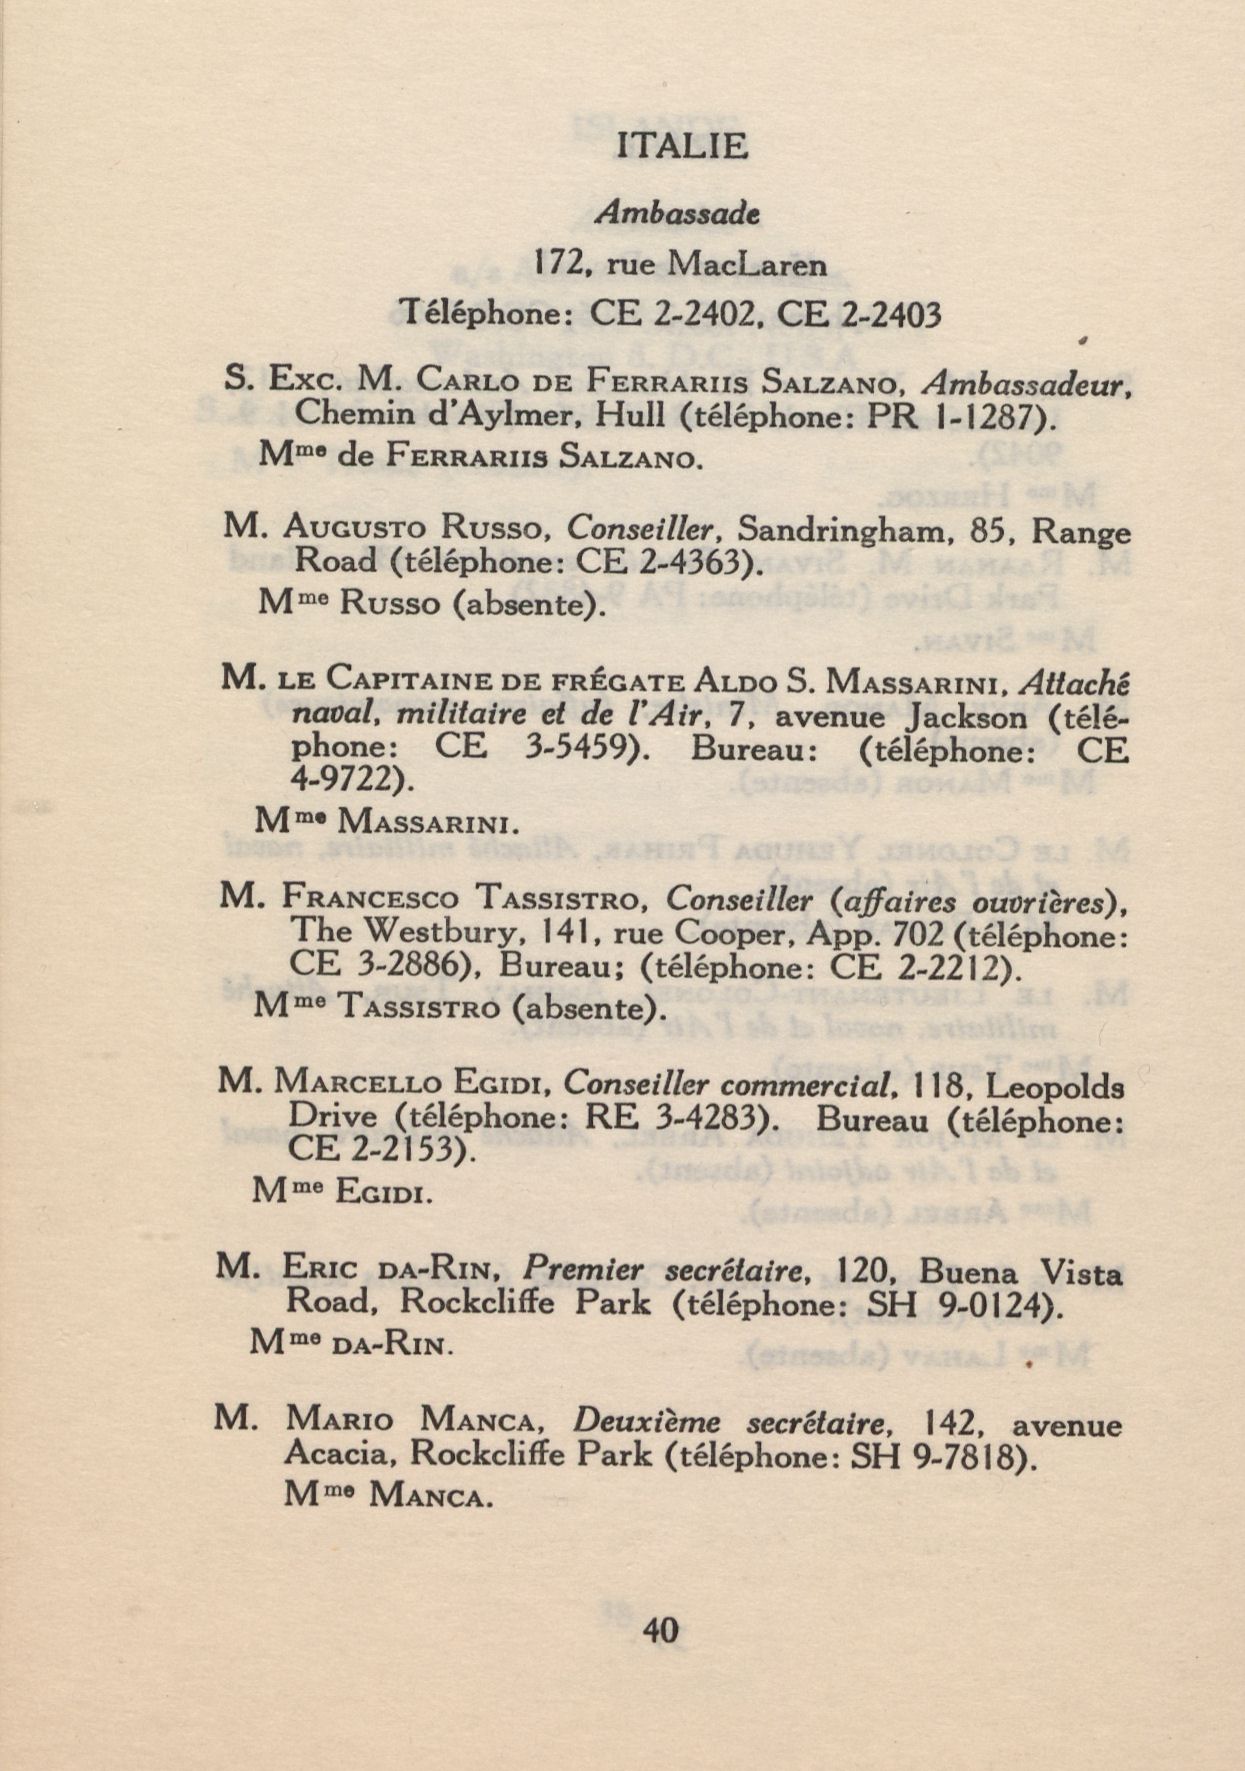 ITALIE
Ambassade
172, rue MacLaren
Téléphone: CE 2-2402, CE 2-2403
S. Exc. M. Carlo de Ferrariis Salzano, Ambassadeur,
Chemin d'Aylmer, Hull (téléphone: PR 1-1287).
Mme de Ferrariis Salzano.
M. Augusto Russo, Conseiller, Sandringham, 85, Range
Road (téléphone: CE 2-4363).
Mme Russo (absente).
M. le Capitaine de frégate Aldo S. Massarini, Attaché
naval, militaire et de l'Air, 7, avenue Jackson (télé-
phone: CE 3-5459). Bureau: (téléphone: CE
4-9722).
Mme Massarini.
M. Francesco Tassistro, Conseiller (affaires ouvrières),
The Westbury, 141, rue Cooper, App. 702 (téléphone:
CE 3-2886), Bureau; (téléphone: CE 2-2212).
Mme Tassistro (absente).
M. Marcello Egidi, Conseiller commercial, 118, Leopolds
Drive (téléphone: RE 3-4283). Bureau (téléphone:
CE 2-2153).
Mme Egidi.
M. Eric da-Rin, Premier secrétaire, 120, Buena Vista
Road, Rockcliffe Park (téléphone: SH 9-0124).
Mme da-Rin.
M. Mario Manca, Deuxième secrétaire, 142, avenue
Acacia, Rockcliffe Park (téléphone: SH 9-7818).
Mme Manca.
40